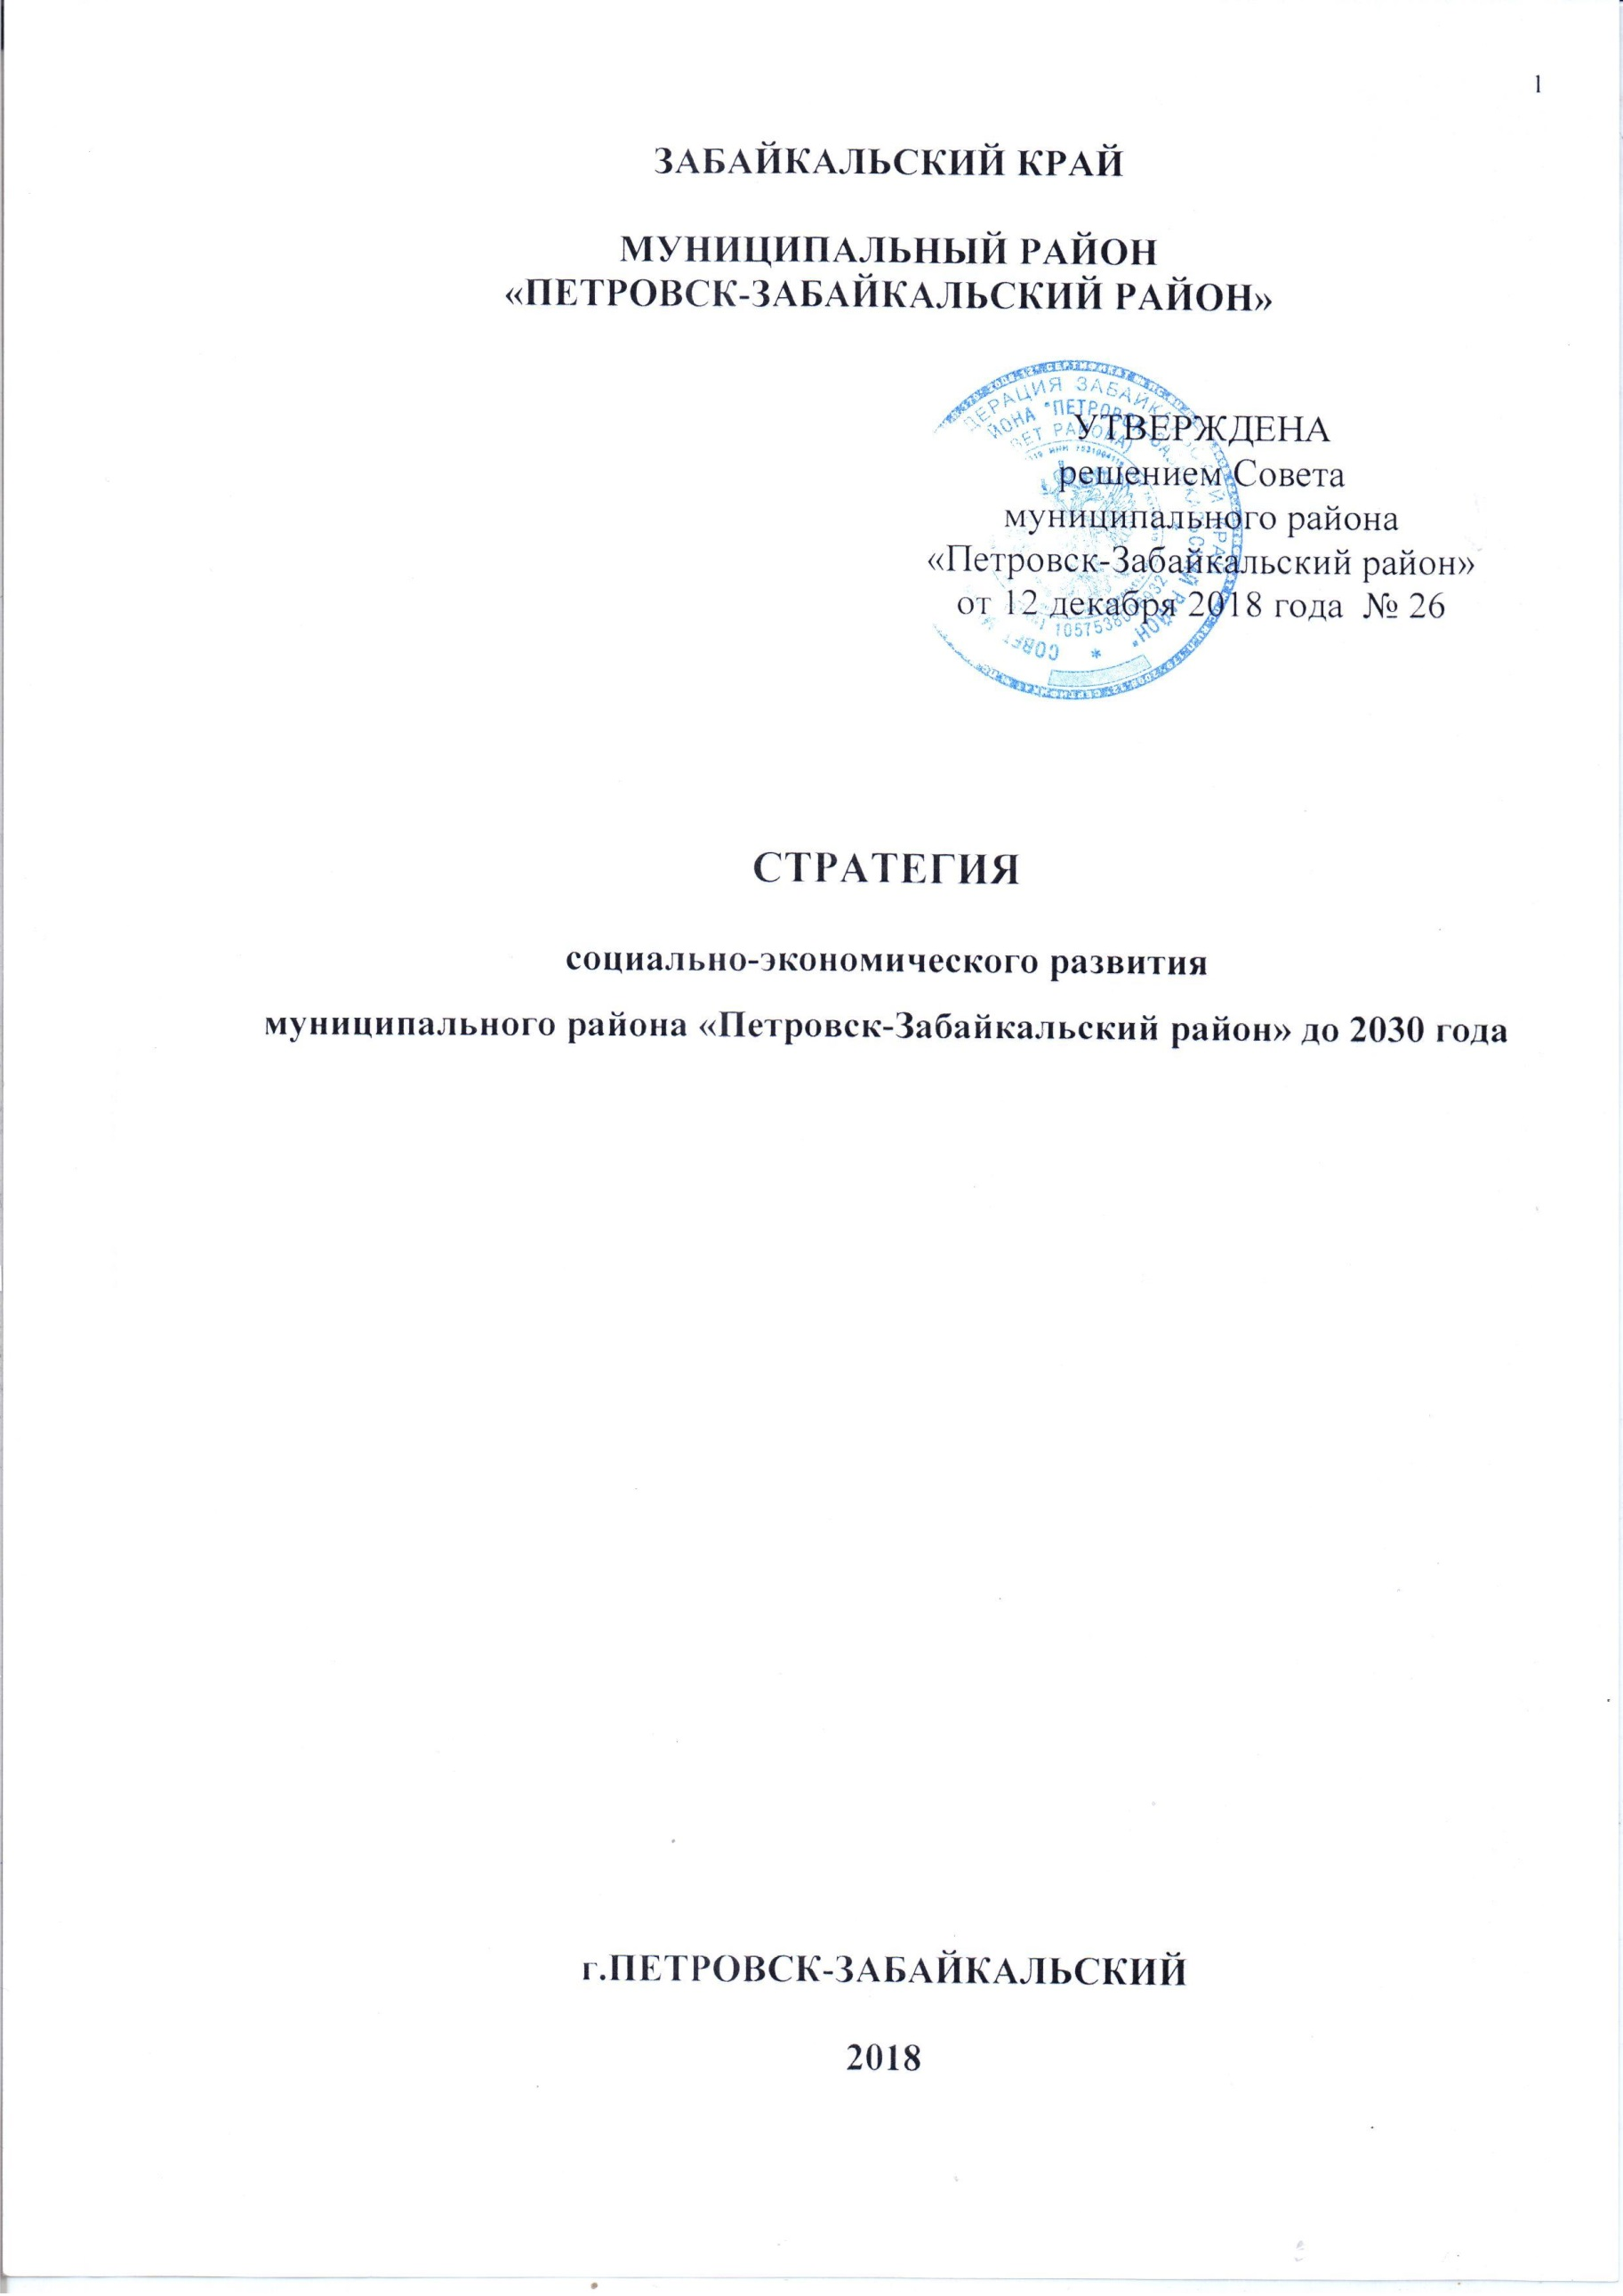 1
ЗАБАЙКАЛЬСКИЙ КРАЙ
МУНИЦИПАЛЬНЫЙ РАЙОН
«ПЕТРОВСК-ЗАБАЙКАЛЬСКИЙ РАЙОН»
УТВЕРЖДЕНА
решением Совета
муниципального района
«Петровск-Забайкальский район»
от 12 декабря 2018 года № 26
СТРАТЕГИЯ
социально-экономического развития
муниципального района «Петровск-Забайкальский район» до 2030 года
г.ПЕТРОВСК-ЗАБАЙКАЛЬСКИЙ
2018